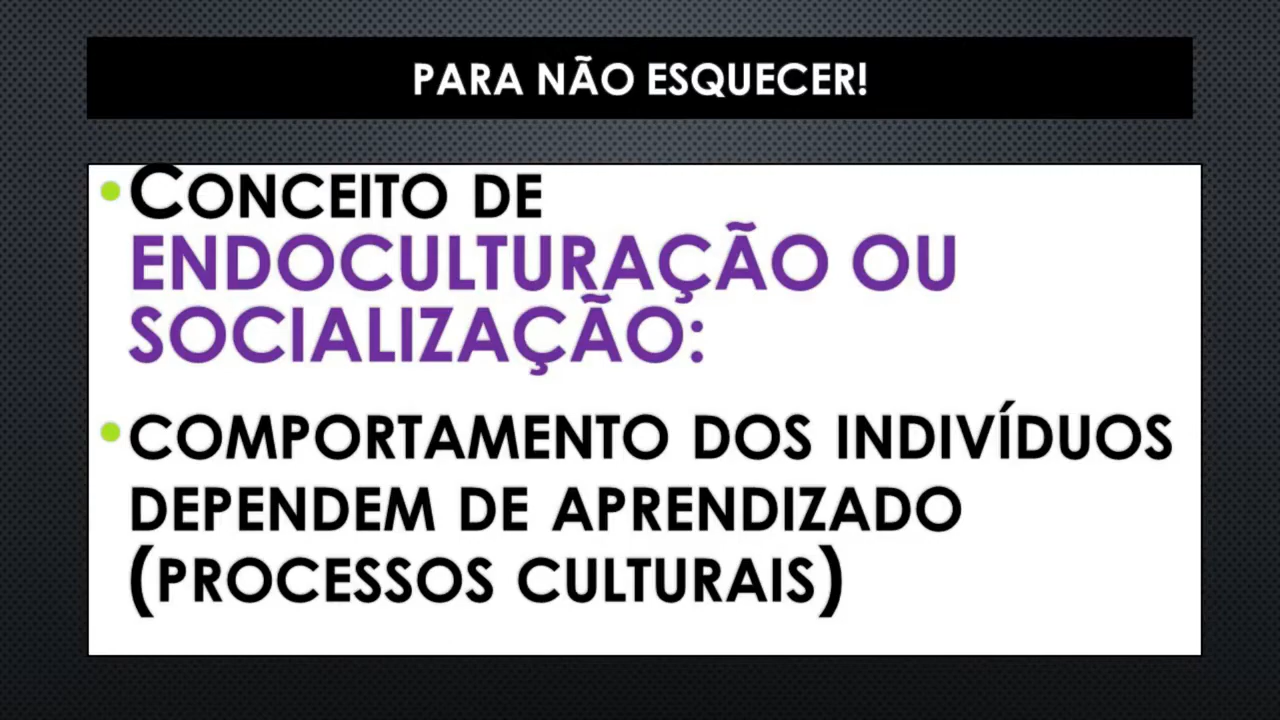 PARA NÃO ESQUECER!
•CONCEITO DE
ENDOCULTURAÇÃO OU
SOCIALIZAÇÃO:
•COMPORTAMENTO DOS INDIVÍDUOS
DEPENDEM DE APRENDIZADO
(PROCESSOS CULTURAIS)